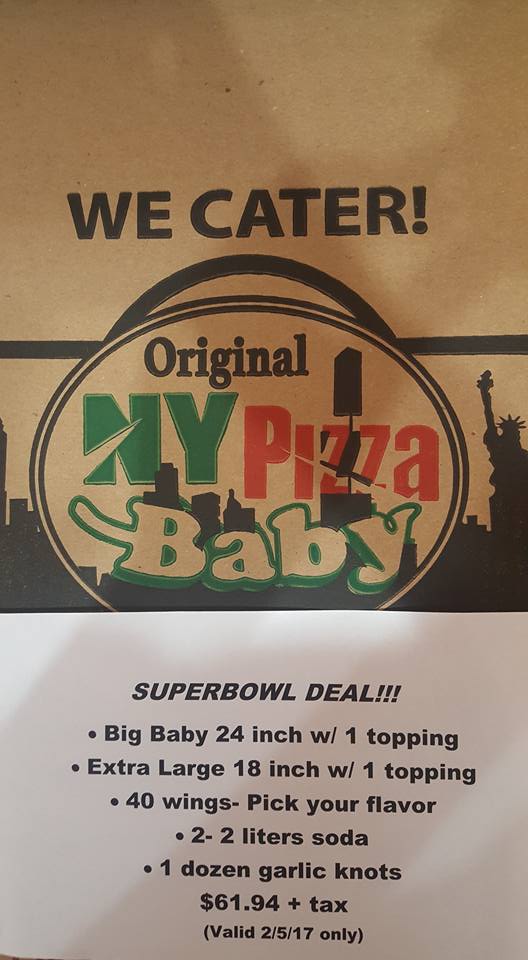 WE CATER!
Original
NY Pizza
Baby
SUPERBOWL DEAL!!!
• Big Baby 24 inch w/ 1 topping
• Extra Large 18 inch w/ 1 topping
• 40 wings- Pick your flavor
• 2- 2 liters soda
• 1 dozen garlic knots
$61.94 + tax
(Valid 2/5/17 only)